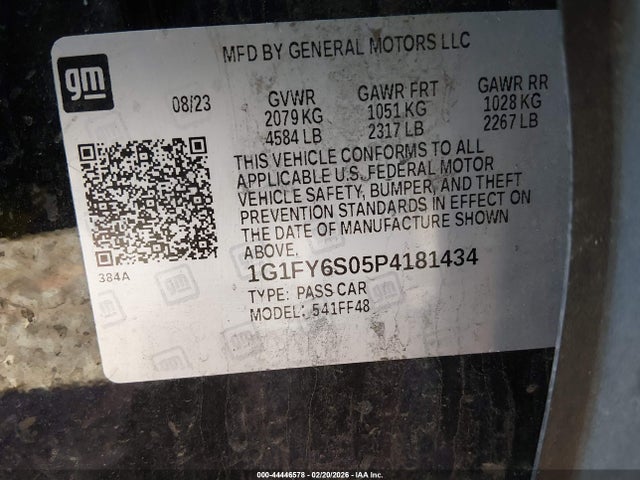 MFD BY GENERAL MOTORS LLC
gm
08/23 GVWR GAWR FRT GAWR RR
2079 KG 1051 KG 1028 KG
4584 LB 2317 LB 2267 LB
THIS VEHICLE CONFORMS TO ALL
APPLICABLE U.S. FEDERAL MOTOR
VEHICLE SAFETY, BUMPER, AND THEFT
PREVENTION STANDARDS IN EFFECT ON
THE DATE OF MANUFACTURE SHOWN
ABOVE.
384A
1G1FY6S05P4181434
TYPE: PASS CAR
MODEL: 541FF48
000-44446578 - 02/20/2026 - IAA Inc.